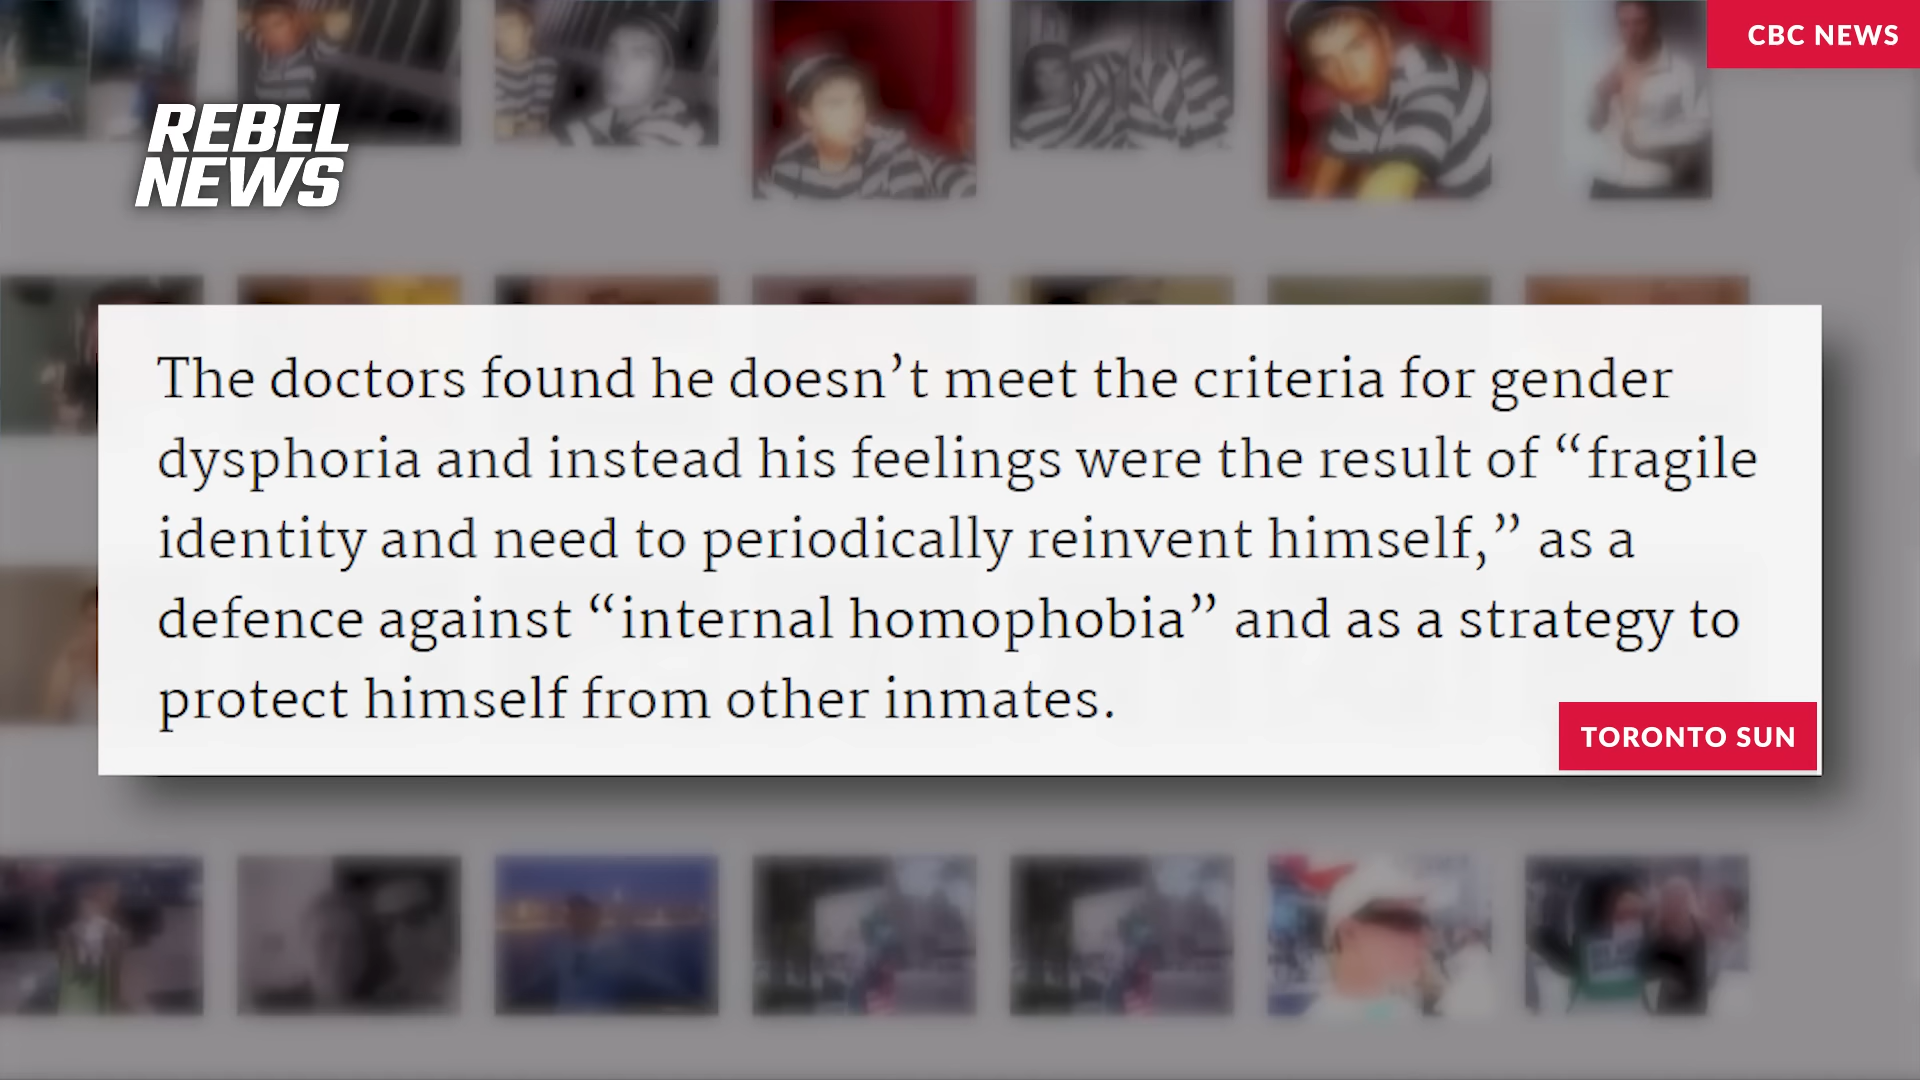 CBC NEWS
REBEL
NEWS
The doctors found he doesn’t meet the criteria for gender
dysphoria and instead his feelings were the result of “fragile
identity and need to periodically reinvent himself,” as a
defence against “internal homophobia” and as a strategy to
protect himself from other inmates.
TORONTO SUN